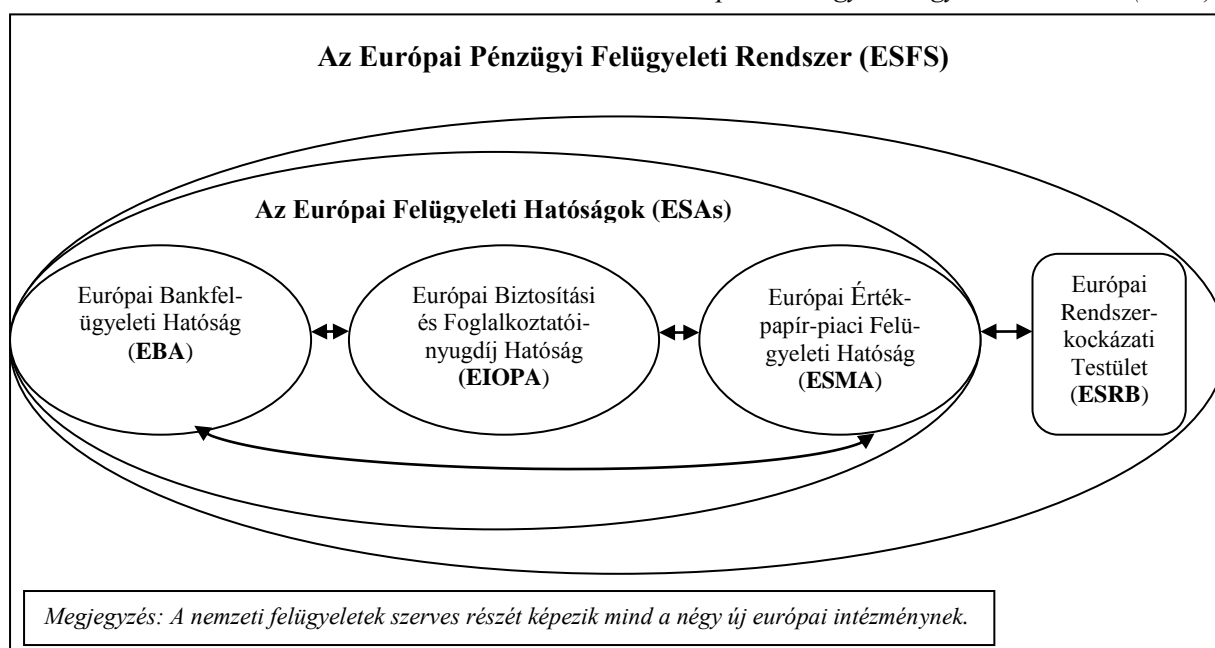 Az Európai Pénzügyi Felügyeleti Rendszer (ESFS)
Az Európai Felügyeleti Hatóságok (ESAs)
Európai Bankfel-
ügyeleti Hatóság
(EBA)
Európai Biztosítási
és Foglalkoztatói-
nyugdíj Hatóság
(EIOPA)
Európai Érték-
papír-piaci Felü-
gyeleti Hatóság
(ESMA)
Európai
Rendszer-
kockázati
Testület
(ESRB)
Megjegyzés: A nemzeti felügyeletek szerves részét képezik mind a négy új európai intézménynek.